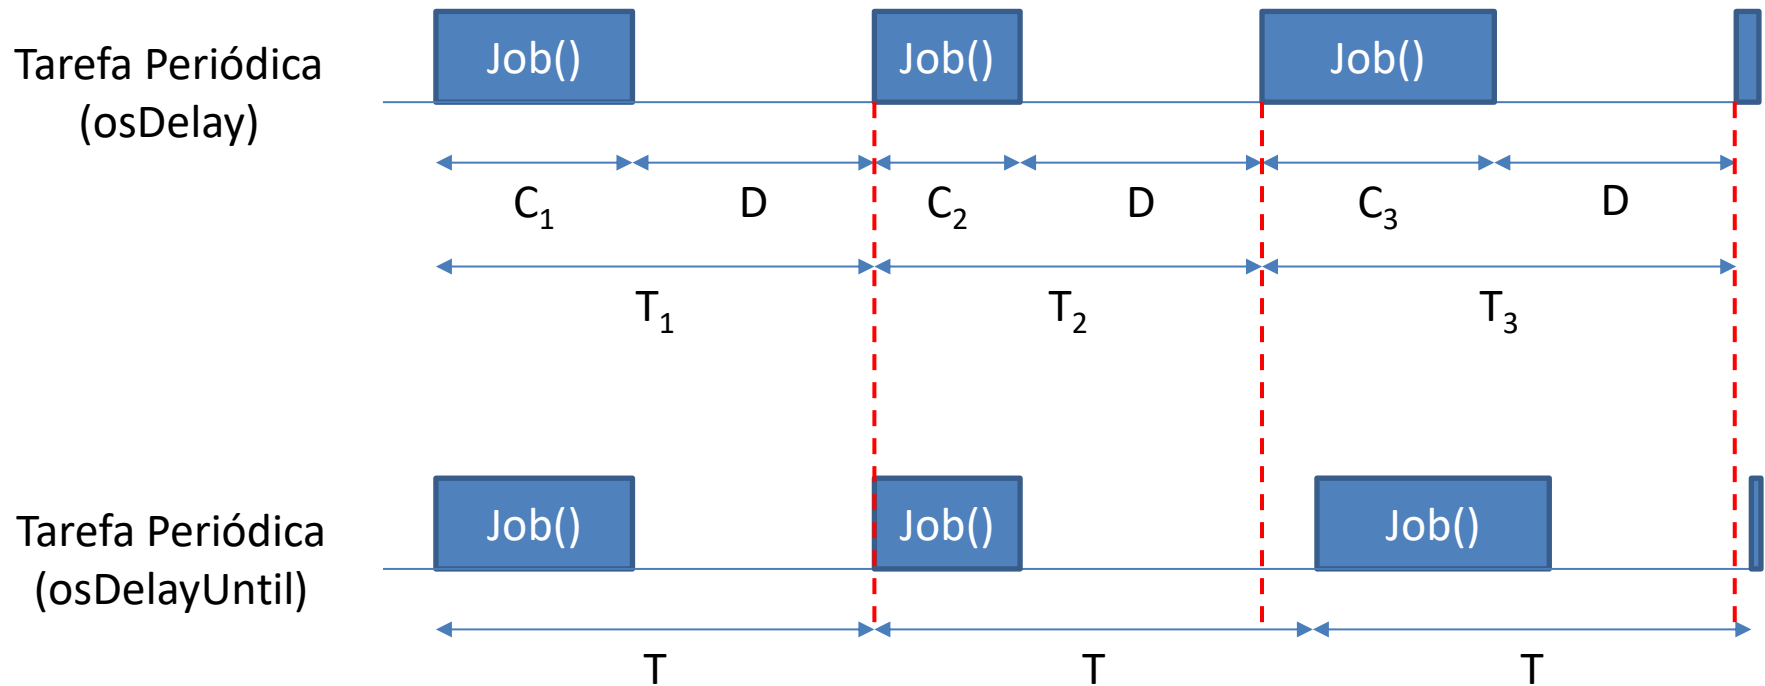 Tarefa Periódica
(osDelay)
Job()
Job()
Job()
C₁
D
C₂
D
C₃
D
T₁
T₂
T₃
Tarefa Periódica
(osDelayUntil)
Job()
Job()
Job()
T
T
T